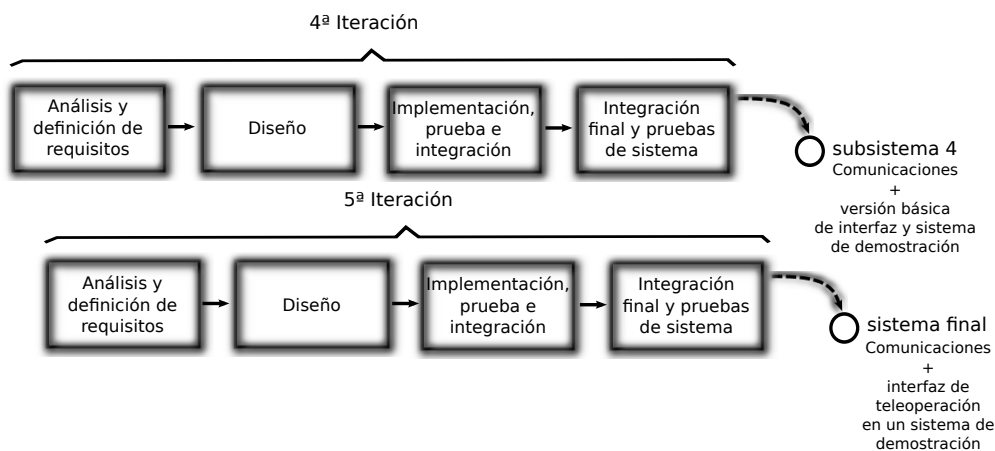 4ª Iteración
Análisis y
definición de
requisitos
Diseño
Implementación,
prueba e
integración
Integración
final y pruebas
de sistema
subsistema 4
Comunicaciones
+
versión básica
de interfaz y sistema
de demostración
5ª Iteración
Análisis y
definición de
requisitos
Diseño
Implementación,
prueba e
integración
Integración
final y pruebas
de sistema
sistema final
Comunicaciones
+
interfaz de
teleoperación
en un sistema de
demostración